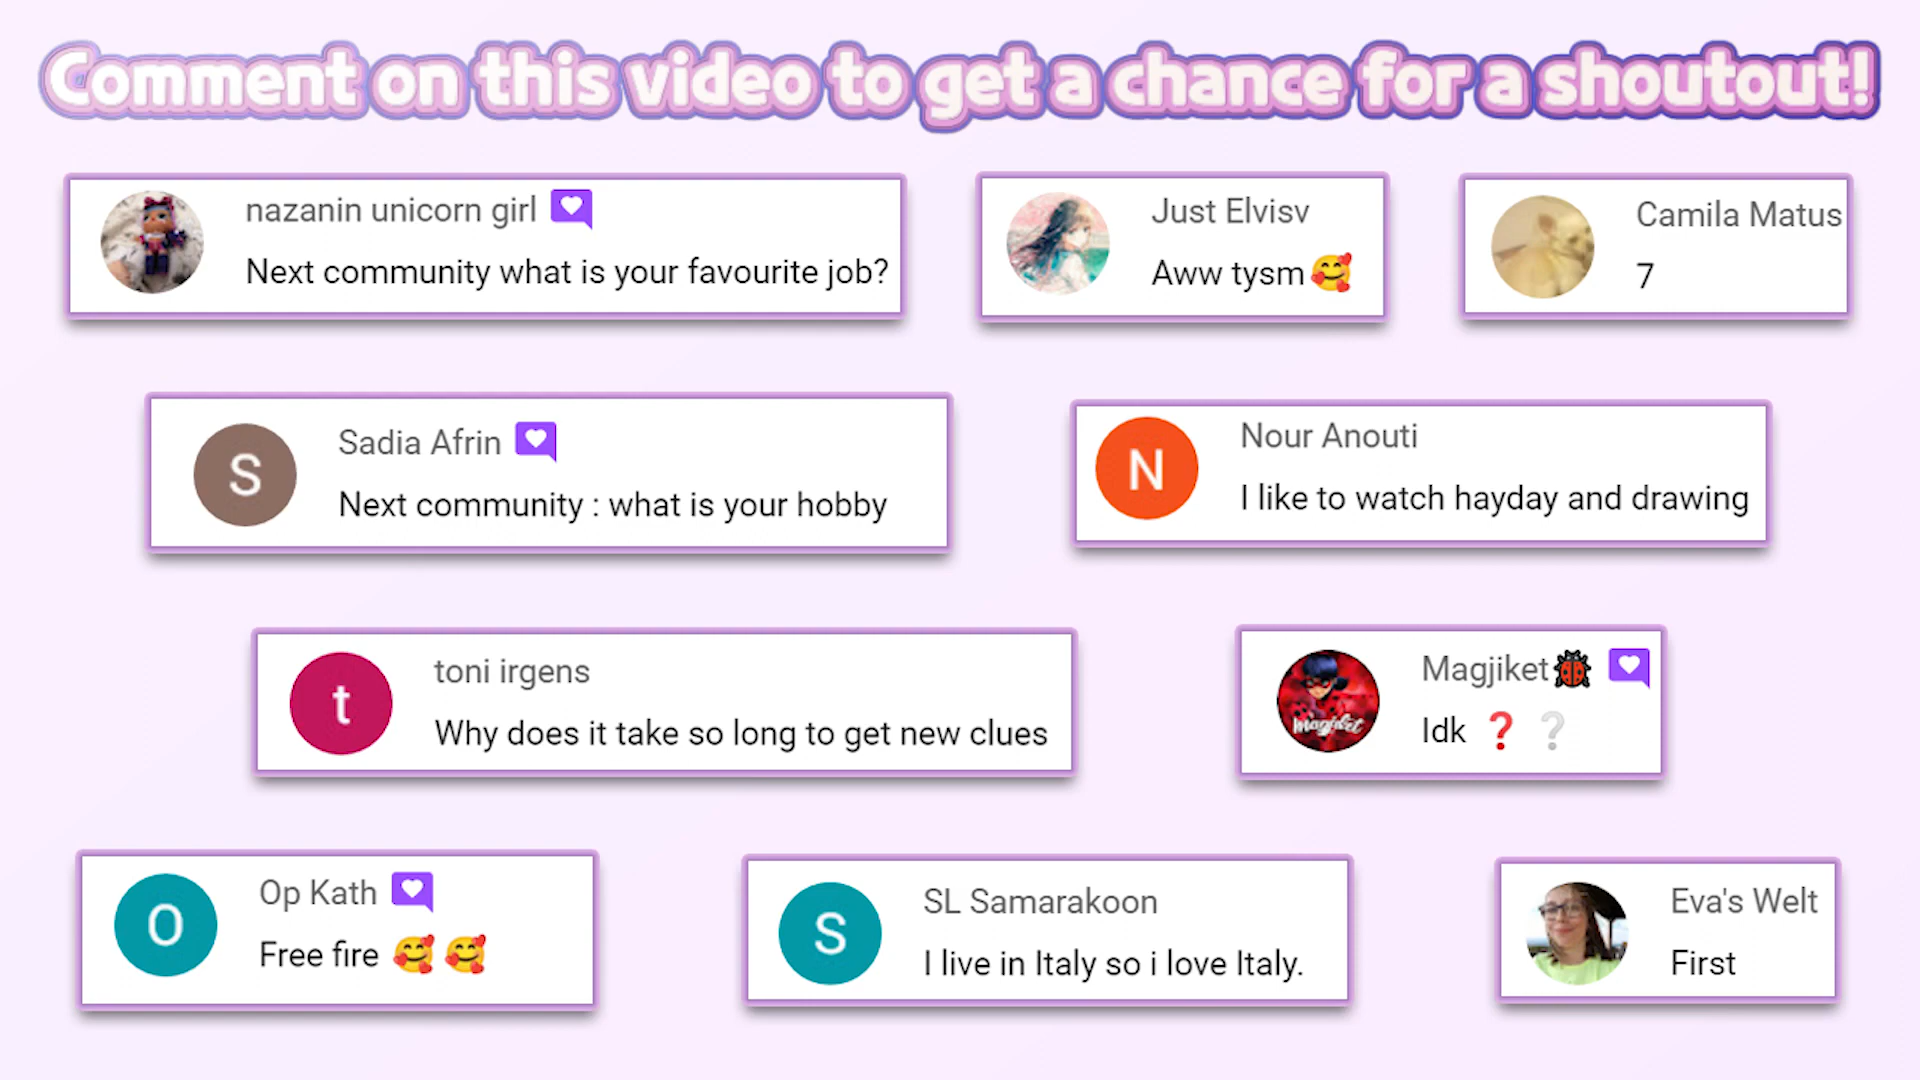 Comment on this video to get a chance for a shoutout!
nazanin unicorn girl
Next community what is your favourite job?
Just Elvisv
Aww tysm🥰
Camila Matus
7
S
Sadia Afrin
Next community : what is your hobby
N
Nour Anouti
I like to watch hayday and drawing
t
toni irgens
Why does it take so long to get new clues
Magjiket
Magjiket🐞
Idk ❓ ❔
O
Op Kath
Free fire 🥰 🥰
S
SL Samarakoon
I live in Italy so i love Italy.
Eva's Welt
First